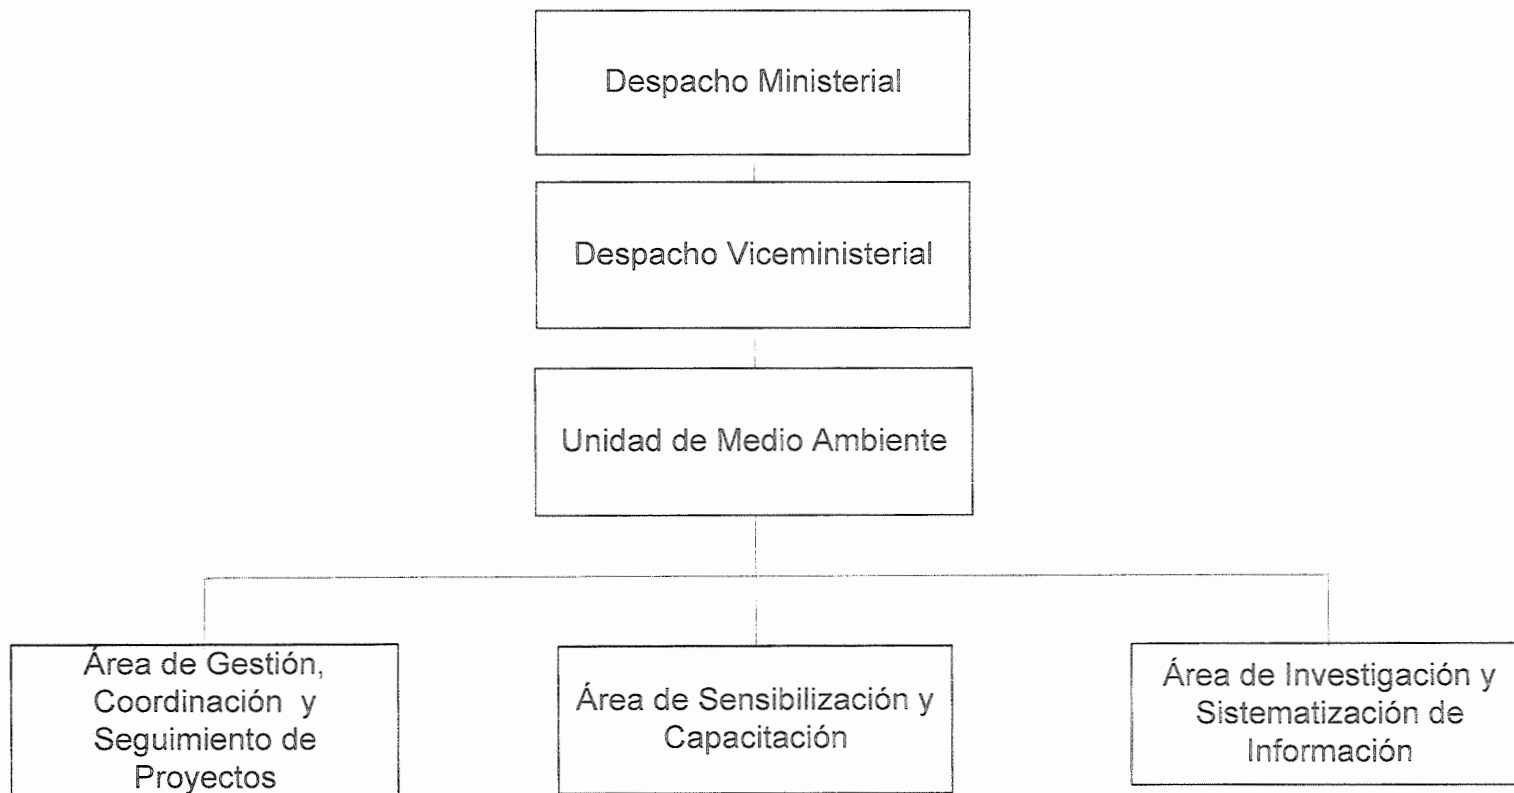 Despacho Ministerial
Despacho Viceministerial
Unidad de Medio Ambiente
Área de Gestión,
Coordinación y
Seguimiento de
Proyectos
Área de Sensibilización y
Capacitación
Área de Investigación y
Sistematización de
Información